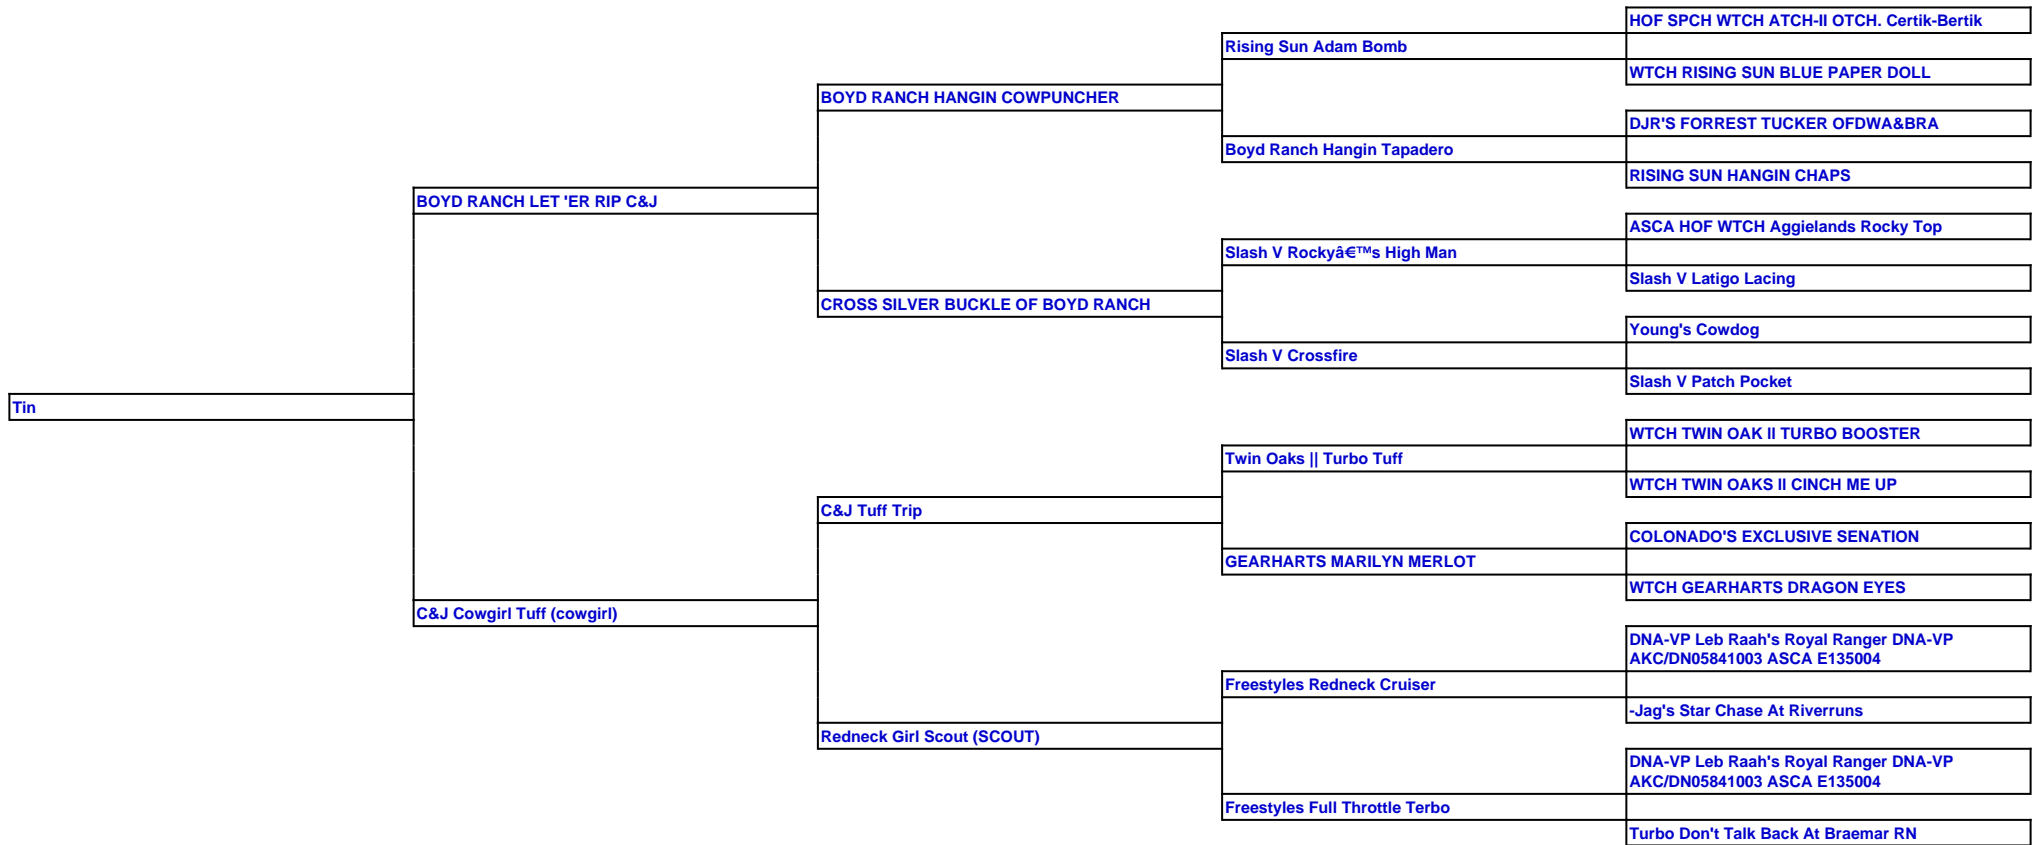 HOF SPCH WTCH ATCH-II OTCH. Certik-Bertik
Rising Sun Adam Bomb
WTCH RISING SUN BLUE PAPER DOLL
BOYD RANCH HANGIN COWPUNCHER
DJR'S FORREST TUCKER OFDWA&BRA
Boyd Ranch Hangin Tapadero
RISING SUN HANGIN CHAPS
BOYD RANCH LET 'ER RIP C&J
ASCA HOF WTCH Aggielands Rocky Top
Slash V Rockyâ€™s High Man
Slash V Latigo Lacing
CROSS SILVER BUCKLE OF BOYD RANCH
Young's Cowdog
Slash V Crossfire
Slash V Patch Pocket
Tin
WTCH TWIN OAK II TURBO BOOSTER
Twin Oaks || Turbo Tuff
WTCH TWIN OAKS II CINCH ME UP
C&J Tuff Trip
COLONADO'S EXCLUSIVE SENATION
GEARHARTS MARILYN MERLOT
WTCH GEARHARTS DRAGON EYES
C&J Cowgirl Tuff (cowgirl)
DNA-VP Leb Raah's Royal Ranger DNA-VP
AKC/DN05841003 ASCA E135004
Freestyles Redneck Cruiser
-Jag's Star Chase At Riverruns
Redneck Girl Scout (SCOUT)
DNA-VP Leb Raah's Royal Ranger DNA-VP
AKC/DN05841003 ASCA E135004
Freestyles Full Throttle Terbo
Turbo Don't Talk Back At Braemar RN